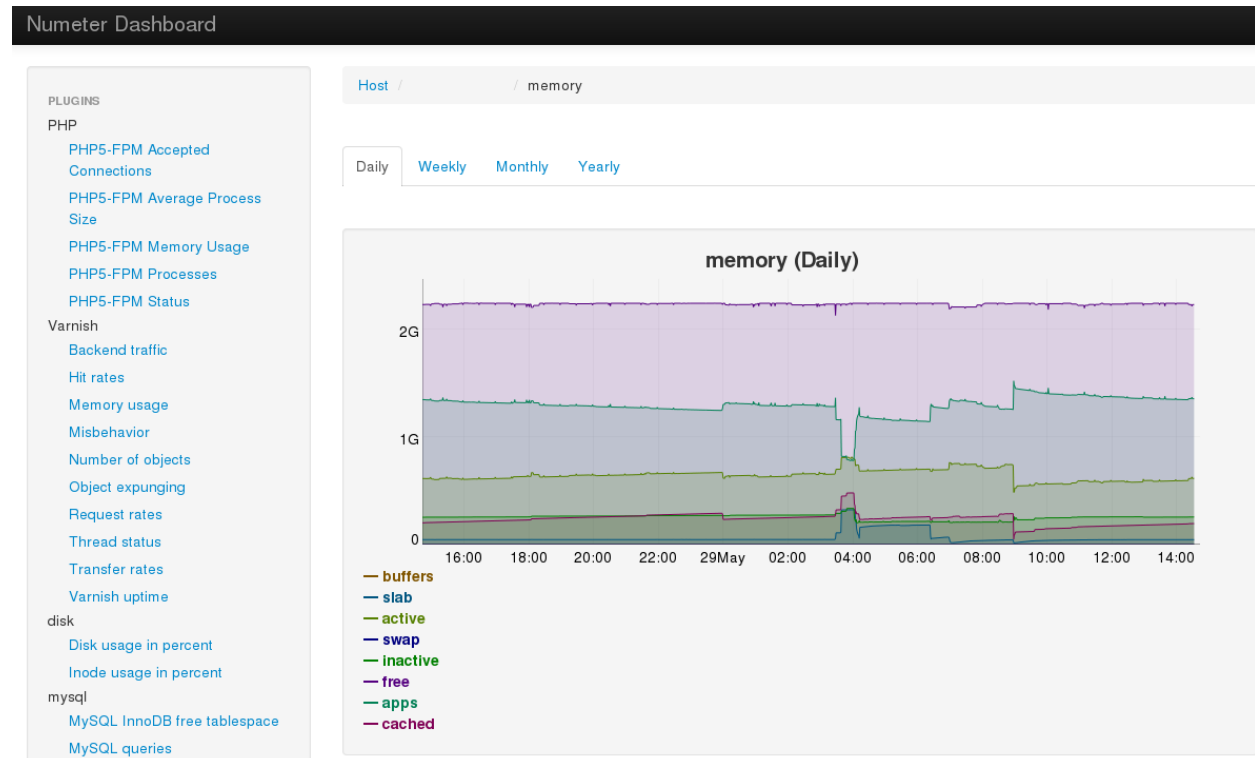 Numeter Dashboard
PLUGINS
PHP
PHP5-FPM Accepted
Connections
PHP5-FPM Average Process
Size
PHP5-FPM Memory Usage
PHP5-FPM Processes
PHP5-FPM Status
Varnish
Backend traffic
Hit rates
Memory usage
Misbehavior
Number of objects
Object expunging
Request rates
Thread status
Transfer rates
Varnish uptime
disk
Disk usage in percent
Inode usage in percent
mysql
MySQL InnoDB free tablespace
MySQL queries
Host / / memory
Daily Weekly Monthly Yearly
memory (Daily)
2G
1G
0
16:00 18:00 20:00 22:00 29May 02:00 04:00 06:00 08:00 10:00 12:00 14:00
buffers
slab
active
swap
inactive
free
apps
cached